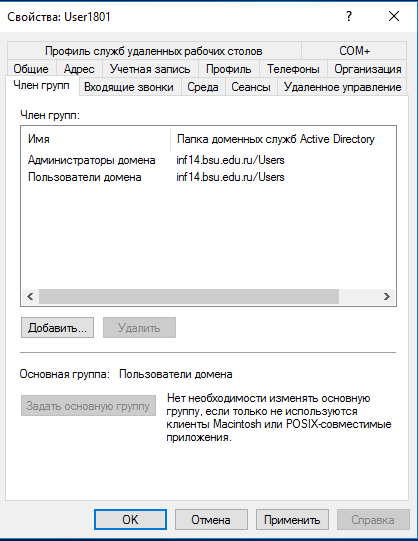 Свойства: User1801
Профиль служб удаленных рабочих столов
COM+
Общие
Адрес
Учетная запись
Профиль
Телефоны
Организация
Член групп
Входящие звонки
Среда
Сеансы
Удаленное управление
Член групп:
Имя
Папка доменных служб Active Directory
Администраторы домена
inf14.bsu.edu.ru/Users
Пользователи домена
inf14.bsu.edu.ru/Users
Добавить...
Удалить
Основная группа:
Пользователи домена
Задать основную группу
Нет необходимости изменять основную
группу, если только не используются
клиенты Macintosh или POSIX-совместимые
приложения.
OK
Отмена
Применить
Справка